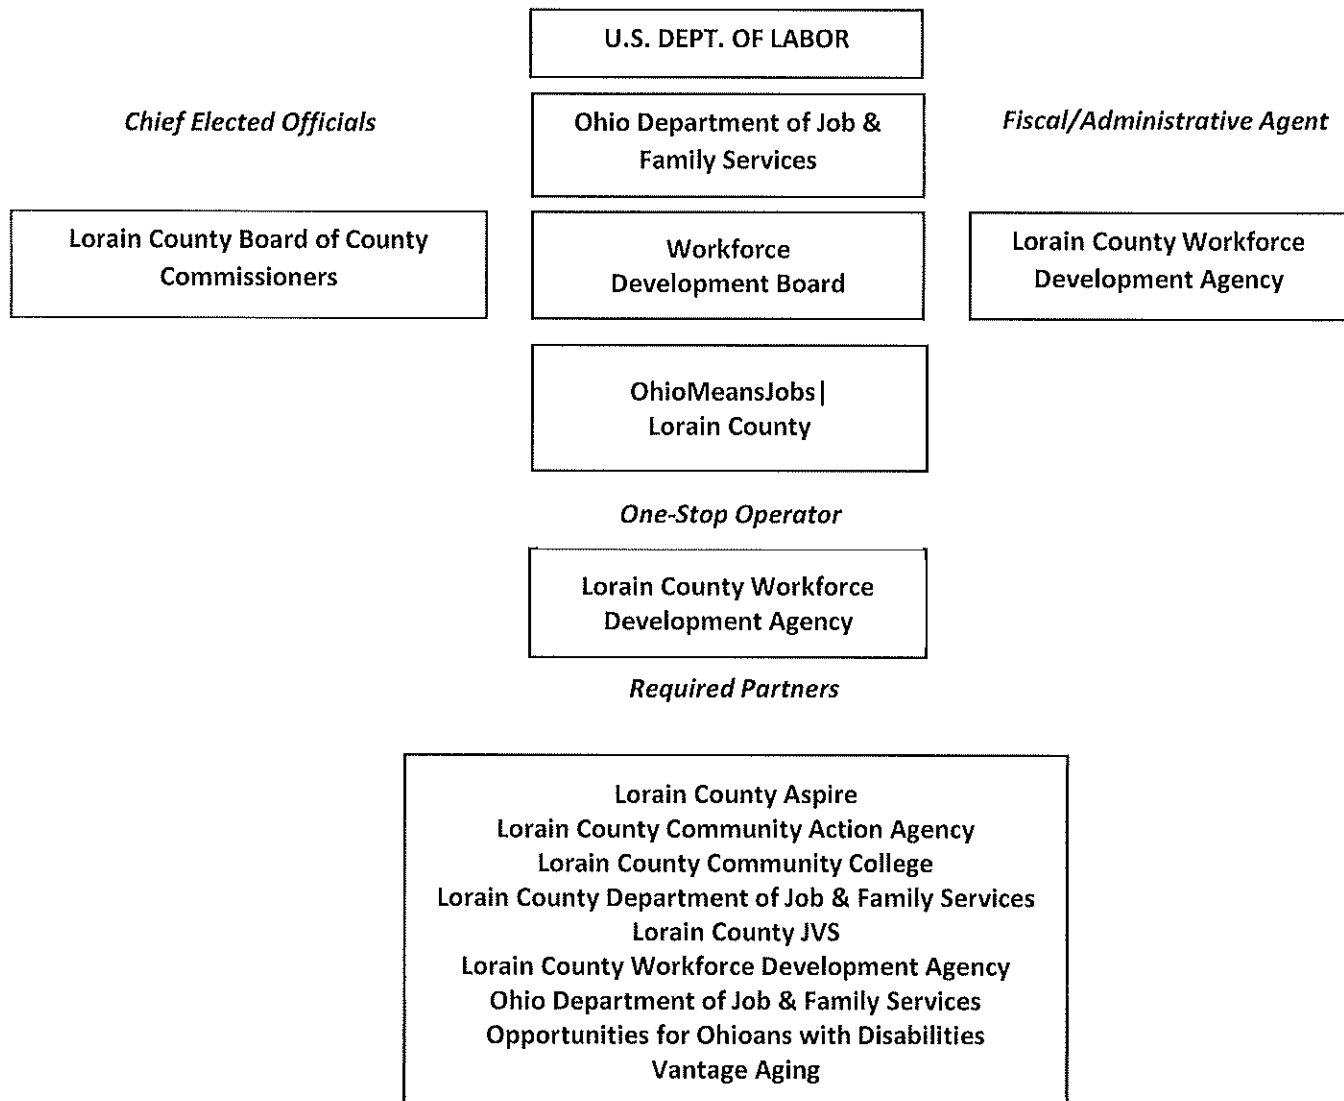 U.S. DEPT. OF LABOR
Chief Elected Officials
Ohio Department of Job &
Family Services
Fiscal/Administrative Agent
Lorain County Board of County
Commissioners
Workforce
Development Board
Lorain County Workforce
Development Agency
OhioMeansJobs|
Lorain County
One-Stop Operator
Lorain County Workforce
Development Agency
Required Partners
Lorain County Aspire
Lorain County Community Action Agency
Lorain County Community College
Lorain County Department of Job & Family Services
Lorain County JVS
Lorain County Workforce Development Agency
Ohio Department of Job & Family Services
Opportunities for Ohioans with Disabilities
Vantage Aging